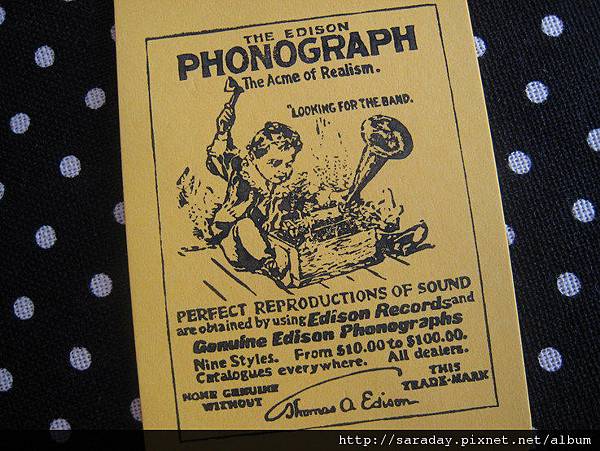 THE EDISON
PHONOGRAPH
The Acme of Realism.
"LOOKING FOR THE BAND.
PERFECT REPRODUCTIONS OF SOUND
are obtained by using Edison Records and
Genuine Edison Phonographs
Nine Styles. From $10.00 to $100.00.
Catalogues everywhere. All dealers.
NONE GENUINE
WITHOUT
THIS
TRADE-MARK
Thomas A Edison
http://saraday.pixnet.net/album